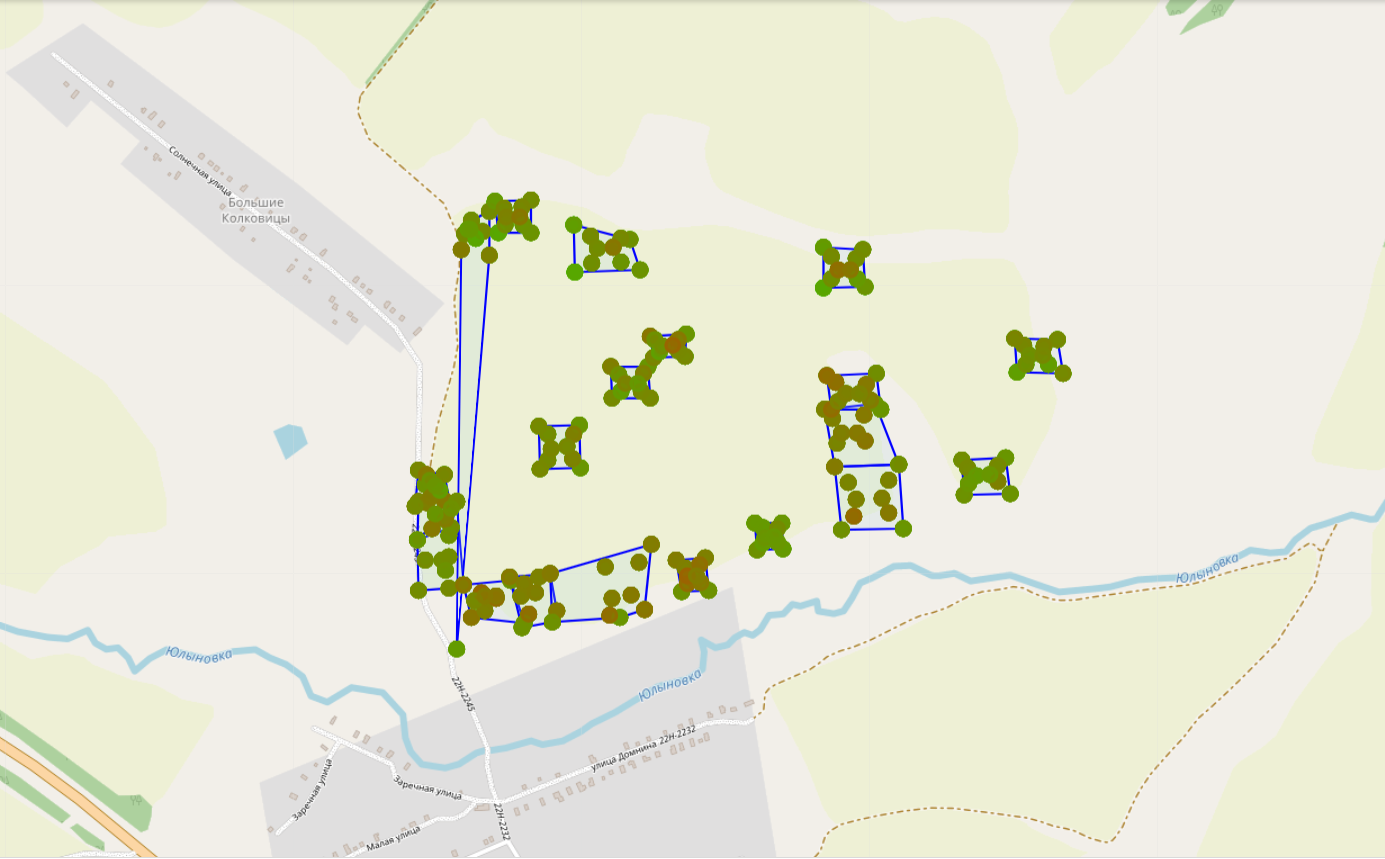 Солнечная улица
Большие
Колковицы
Юлыновка
Юлыновка
Юлыновка
22Н-2245
улица Домнина 22Н-2232
Заречная улица
Заречная улица
22Н-2232
Малая улица